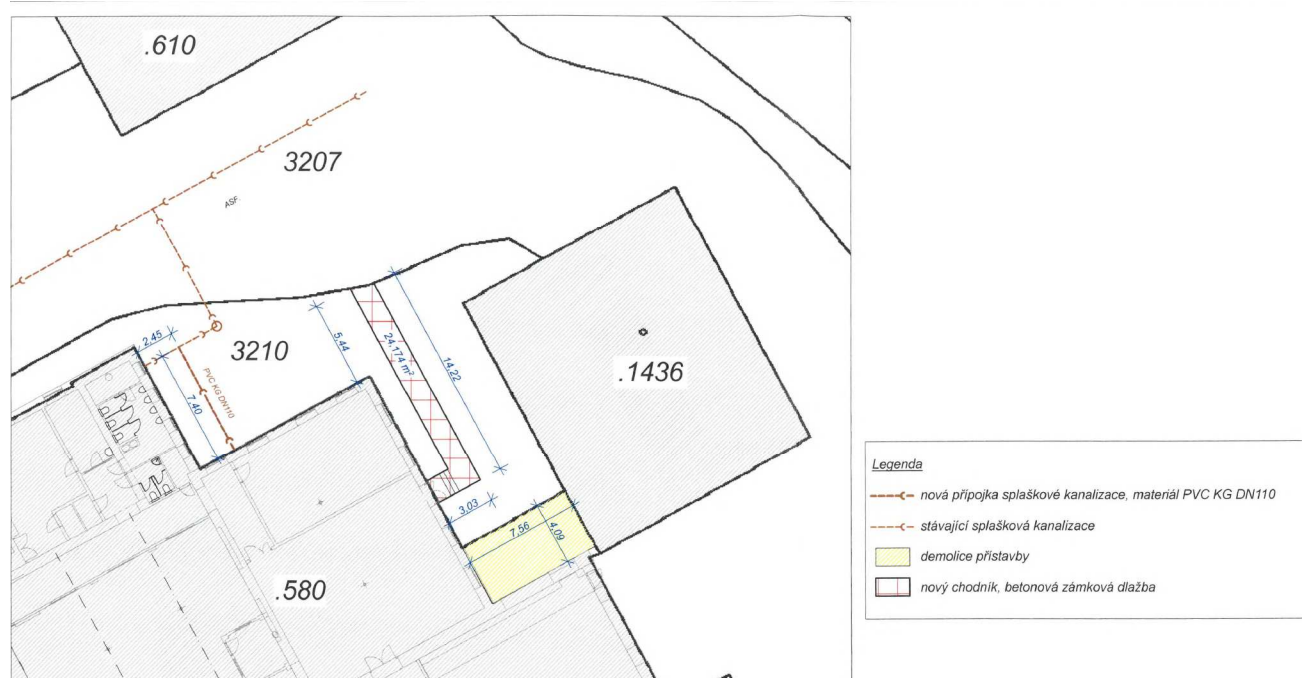 .610
3207
ASF.
2,45
3210
5,44
24,174 m²
14,22
.1436
7,40
PVC KG DN110
3,03
7,56
4,09
.580
Legenda
nová přípojka splaškové kanalizace, materiál PVC KG DN110
stávající splašková kanalizace
demolice přístavby
nový chodník, betonová zámková dlažba